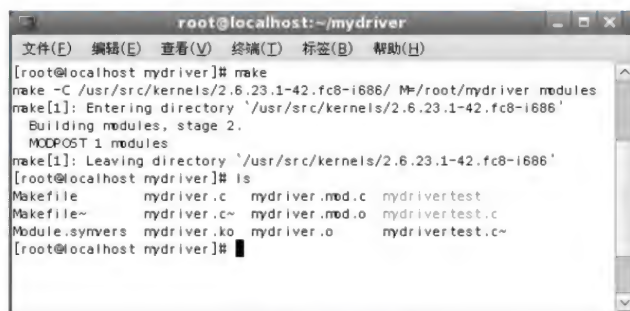 root@localhost:~/mydriver
文件(F) 编辑(E) 查看(V) 终端(T) 标签(B) 帮助(H)
[root@localhost mydriver]# make
make -C /usr/src/kernels/2.6.23.1-42.fc8-i686/ M=/root/mydriver modules
make[1]: Entering directory `/usr/src/kernels/2.6.23.1-42.fc8-i686'
  Building modules, stage 2.
  MODPOST 1 modules
make[1]: Leaving directory `/usr/src/kernels/2.6.23.1-42.fc8-i686'
[root@localhost mydriver]# ls
Makefile mydriver.c mydriver.mod.c mydrivertest
Makefile~ mydriver.c~ mydriver.mod.o mydrivertest.c
Module.symvers mydriver.ko mydriver.o mydrivertest.c~
[root@localhost mydriver]#